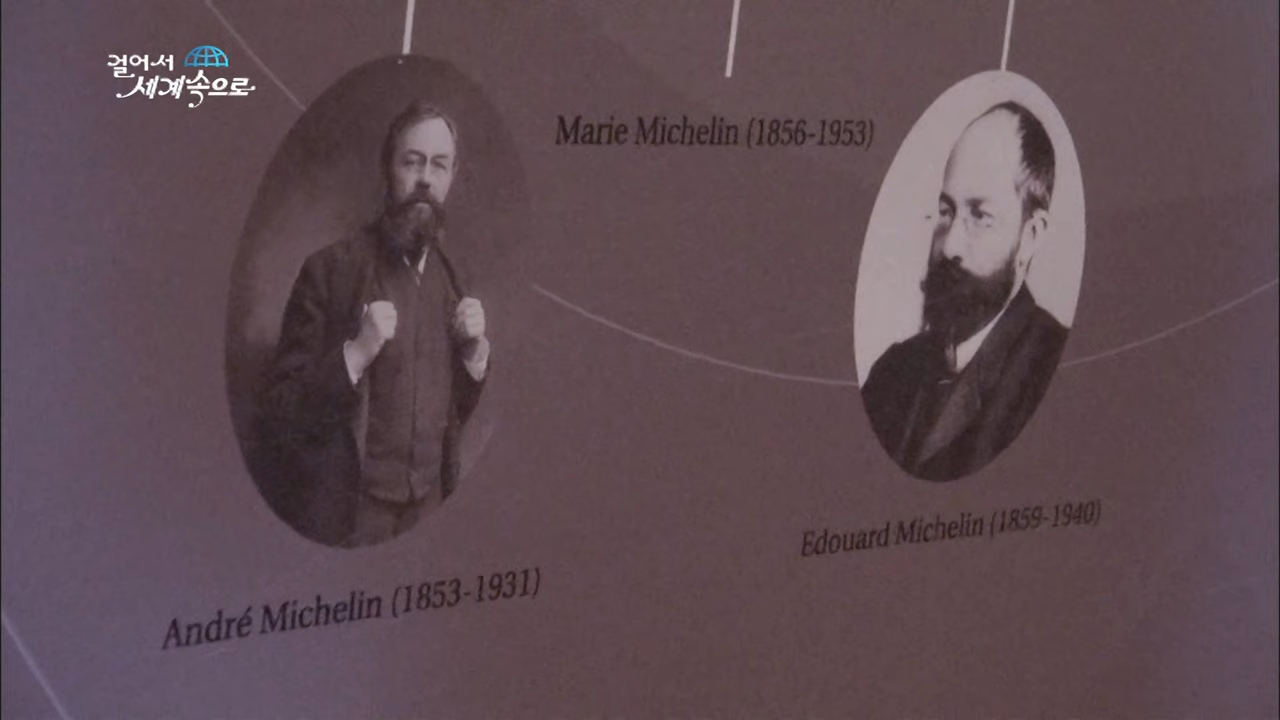 걸어서
세계속으로
Marie Michelin (1856-1953)
Edouard Michelin (1859-1940)
André Michelin (1853-1931)